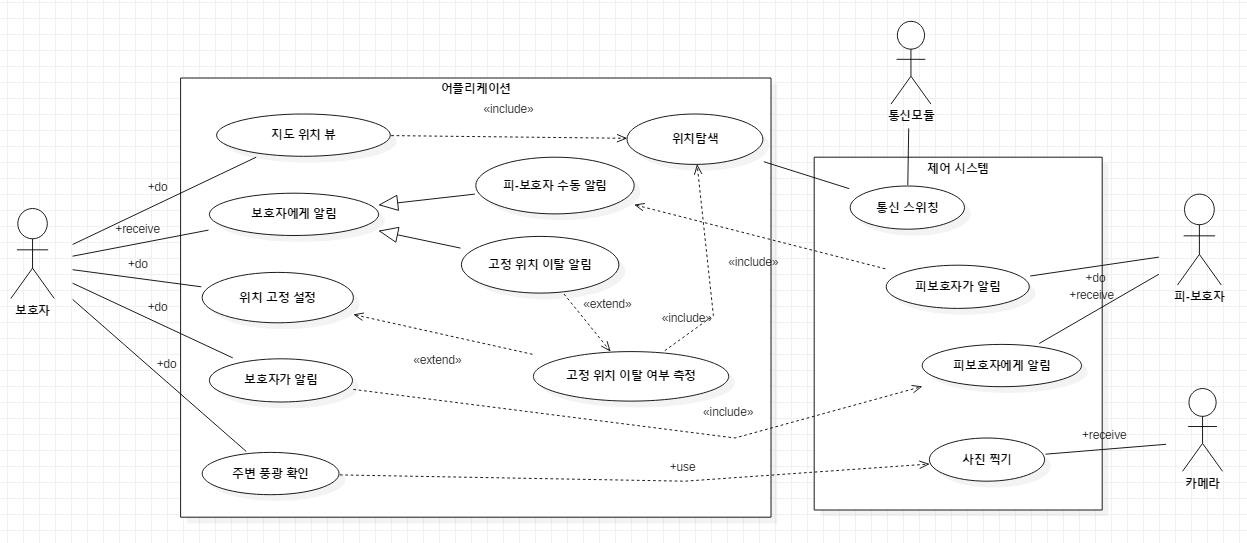 통신모듈
어플리케이션
«include»
지도 위치 뷰
위치탐색
제어 시스템
+do
피-보호자 수동 알림
보호자에게 알림
통신 스위칭
+receive
보호자
+do
고정 위치 이탈 알림
«include»
피보호자가 알림
+do
+receive
피-보호자
위치 고정 설정
«extend»
+do
«include»
«extend»
고정 위치 이탈 여부 측정
피보호자에게 알림
+do
보호자가 알림
«include»
+receive
주변 풍광 확인
+use
사진 찍기
카메라